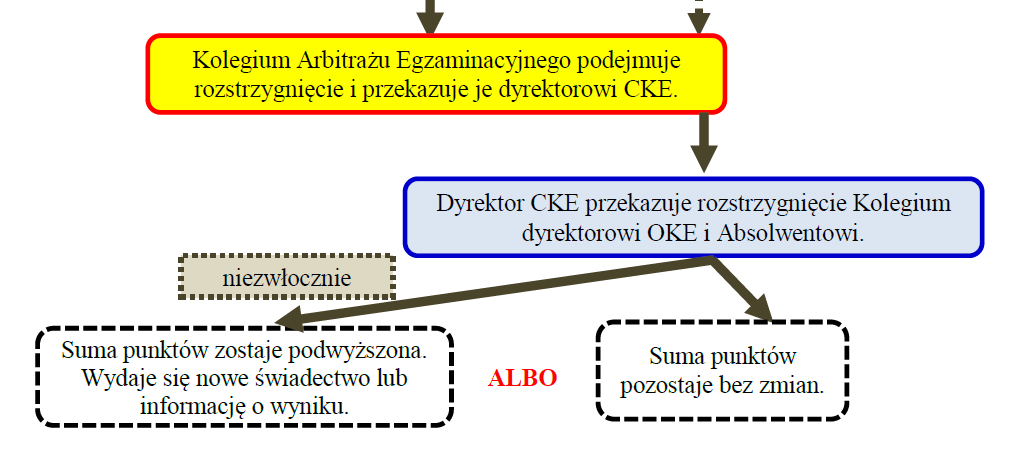 Kolegium Arbitrażu Egzaminacyjnego podejmuje
rozstrzygnięcie i przekazuje je dyrektorowi CKE.
Dyrektor CKE przekazuje rozstrzygnięcie Kolegium
dyrektorowi OKE i Absolwentowi.
niezwłocznie
Suma punktów zostaje podwyższona.
Wydaje się nowe świadectwo lub
informację o wyniku.
ALBO
Suma punktów
pozostaje bez zmian.